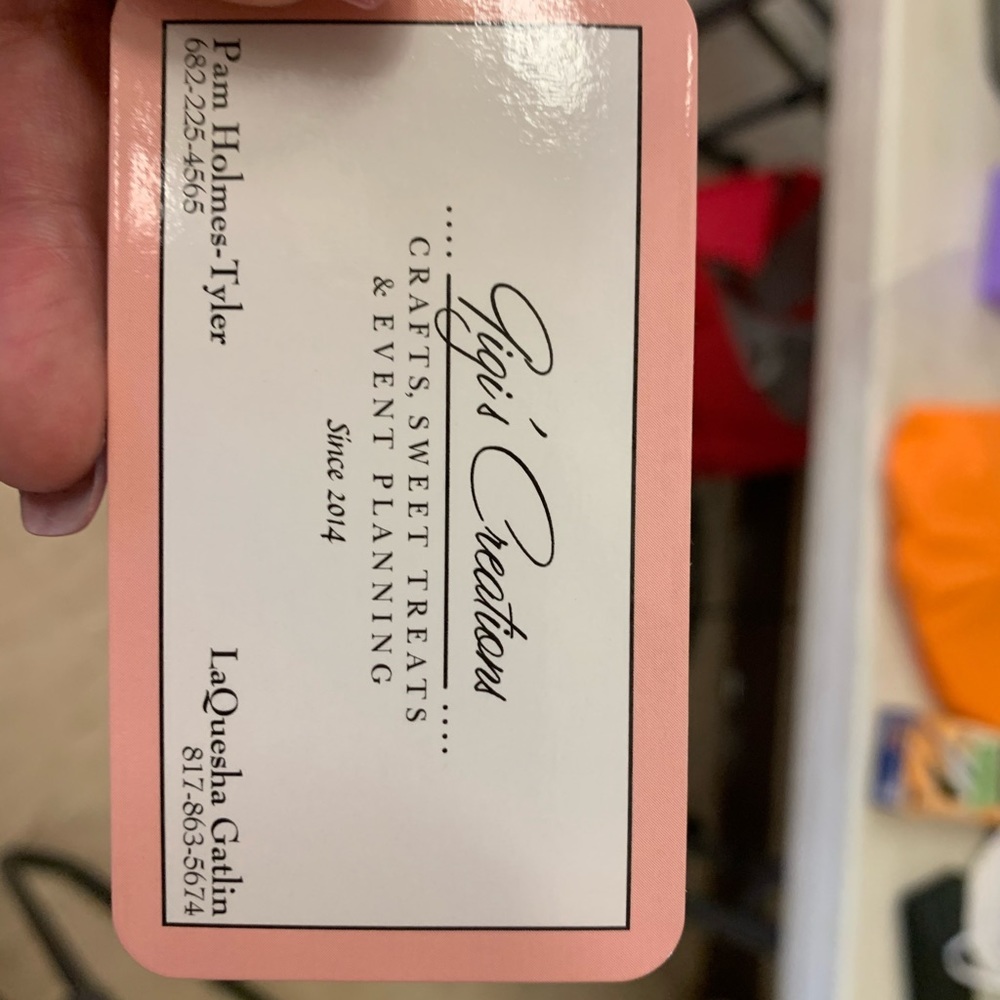 Gigi's Creations
CRAFTS, SWEET TREATS
& EVENT PLANNING
Since 2014
Pam Holmes-Tyler
682-225-4565
LaQuesha Gatlin
817-863-5674